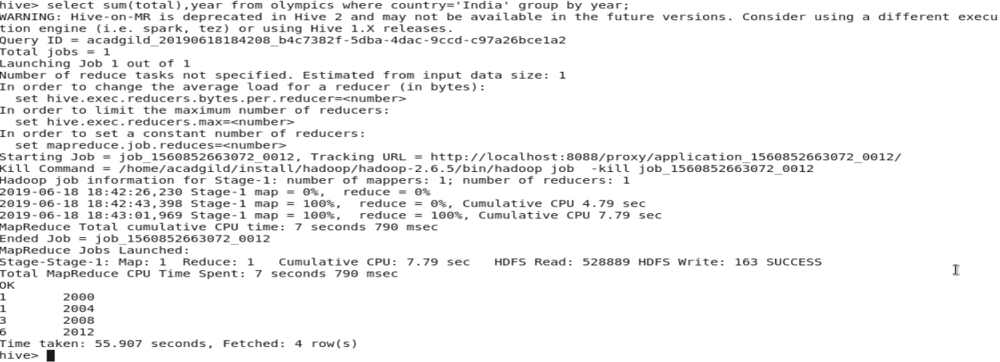 hive> select sum(total),year from olympics where country='India' group by year;
WARNING: Hive-on-MR is deprecated in Hive 2 and may not be available in the future versions. Consider using a different execu
tion engine (i.e. spark, tez) or using Hive 1.X releases.
Query ID = acadgild_20190618184208_b4c7382f-5dba-4dac-9ccd-c97a26bce1a2
Total jobs = 1
Launching Job 1 out of 1
Number of reduce tasks not specified. Estimated from input data size: 1
In order to change the average load for a reducer (in bytes):
  set hive.exec.reducers.bytes.per.reducer=<number>
In order to limit the maximum number of reducers:
  set hive.exec.reducers.max=<number>
In order to set a constant number of reducers:
  set mapreduce.job.reduces=<number>
Starting Job = job_1560852663072_0012, Tracking URL = http://localhost:8088/proxy/application_1560852663072_0012/
Kill Command = /home/acadgild/install/hadoop/hadoop-2.6.5/bin/hadoop job  -kill job_1560852663072_0012
Hadoop job information for Stage-1: number of mappers: 1; number of reducers: 1
2019-06-18 18:42:26,230 Stage-1 map = 0%,  reduce = 0%
2019-06-18 18:42:43,398 Stage-1 map = 100%,  reduce = 0%, Cumulative CPU 4.79 sec
2019-06-18 18:43:01,969 Stage-1 map = 100%,  reduce = 100%, Cumulative CPU 7.79 sec
MapReduce Total cumulative CPU time: 7 seconds 790 msec
Ended Job = job_1560852663072_0012
MapReduce Jobs Launched:
Stage-Stage-1: Map: 1  Reduce: 1   Cumulative CPU: 7.79 sec   HDFS Read: 528889 HDFS Write: 163 SUCCESS
Total MapReduce CPU Time Spent: 7 seconds 790 msec
OK
1       2000
1       2004
3       2008
6       2012
Time taken: 55.907 seconds, Fetched: 4 row(s)
hive>